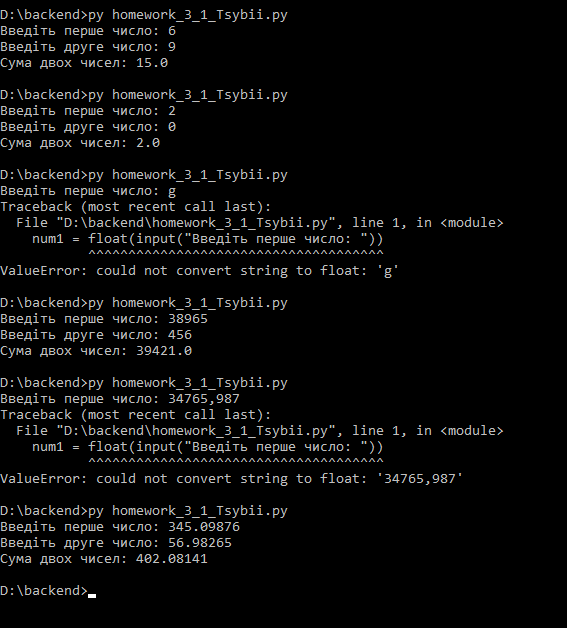 D:\backend>py homework_3_1_Tsybii.py
Введіть перше число: 6
Введіть друге число: 9
Сума двох чисел: 15.0
D:\backend>py homework_3_1_Tsybii.py
Введіть перше число: 2
Введіть друге число: 0
Сума двох чисел: 2.0
D:\backend>py homework_3_1_Tsybii.py
Введіть перше число: g
Traceback (most recent call last):
  File "D:\backend\homework_3_1_Tsybii.py", line 1, in <module>
    num1 = float(input("Введіть перше число: "))
           ^^^^^^^^^^^^^^^^^^^^^^^^^^^^^^^^^^^^^
ValueError: could not convert string to float: 'g'
D:\backend>py homework_3_1_Tsybii.py
Введіть перше число: 38965
Введіть друге число: 456
Сума двох чисел: 39421.0
D:\backend>py homework_3_1_Tsybii.py
Введіть перше число: 34765,987
Traceback (most recent call last):
  File "D:\backend\homework_3_1_Tsybii.py", line 1, in <module>
    num1 = float(input("Введіть перше число: "))
           ^^^^^^^^^^^^^^^^^^^^^^^^^^^^^^^^^^^^^
ValueError: could not convert string to float: '34765,987'
D:\backend>py homework_3_1_Tsybii.py
Введіть перше число: 345.09876
Введіть друге число: 56.98265
Сума двох чисел: 402.08141
D:\backend>